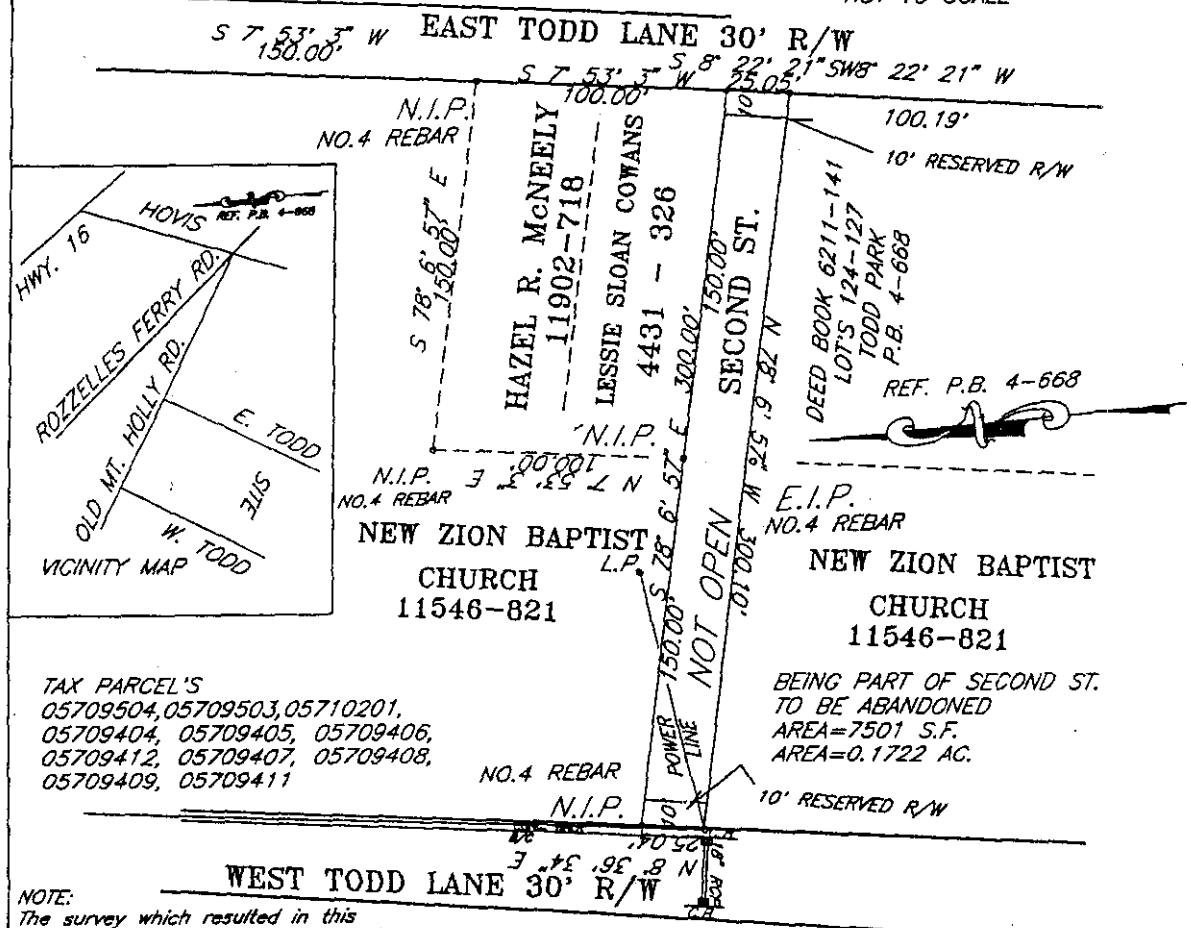 EAST TODD LANE 30' R/W
S 7° 53' 3" W
150.00'
S 7° 53' 3" W
100.00'
S 8° 22' 21" W
25.05'
S 8° 22' 21" W
100.19'
10'
10' RESERVED R/W
N.I.P.
NO.4 REBAR
S 78° 6' 57" E
150.00'
HAZEL R. McNEELY
11902-718
LESSIE SLOAN COWANS
4431 - 326
S 78° 6' 57" E 300.00'
150.00'
SECOND ST.
NOT OPEN
N 78° 6' 57" W 300.10'
DEED BOOK 6211-141
LOT'S 124-127
TODD PARK
P.B. 4-668
REF. P.B. 4-668
HWY. 16
HOVIS
REF. P.B. 4-668
ROZZELLES FERRY RD.
OLD MT. HOLLY RD.
E. TODD
SITE
W. TODD
VICINITY MAP
N.I.P.
N 7° 53' 3" E
100.00'
N.I.P.
NO.4 REBAR
E.I.P.
NO.4 REBAR
NEW ZION BAPTIST
CHURCH
11546-821
L.P.
150.00'
NEW ZION BAPTIST
CHURCH
11546-821
BEING PART OF SECOND ST.
TO BE ABANDONED
AREA=7501 S.F.
AREA=0.1722 AC.
TAX PARCEL'S
05709504,05709503,05710201,
05709404, 05709405, 05709406,
05709412, 05709407, 05709408,
05709409, 05709411
POWER
LINE
NO.4 REBAR
N.I.P.
10'
10' RESERVED R/W
25.04'
N 8° 36' 34" E
18" RCP
WEST TODD LANE 30' R/W
NOTE:
The survey which resulted in this